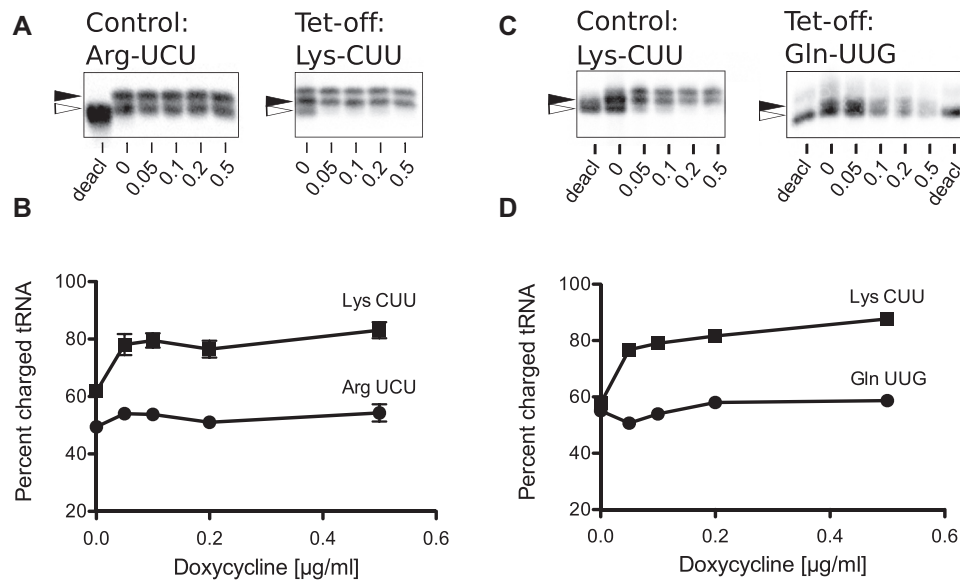 A
Control:
Arg-UCU
Tet-off:
Lys-CUU
deacl
0
0.05
0.1
0.2
0.5
0
0.05
0.1
0.2
0.5
C
Control:
Lys-CUU
Tet-off:
Gln-UUG
deacl
0
0.05
0.1
0.2
0.5
deacl
0
0.05
0.1
0.2
0.5
deacl
B
Percent charged tRNA
100
80
60
40
20
Lys CUU
Arg UCU
0.0
0.2
0.4
0.6
Doxycycline [µg/ml]
D
Percent charged tRNA
100
80
60
40
20
Lys CUU
Gln UUG
0.0
0.2
0.4
0.6
Doxycycline [µg/ml]